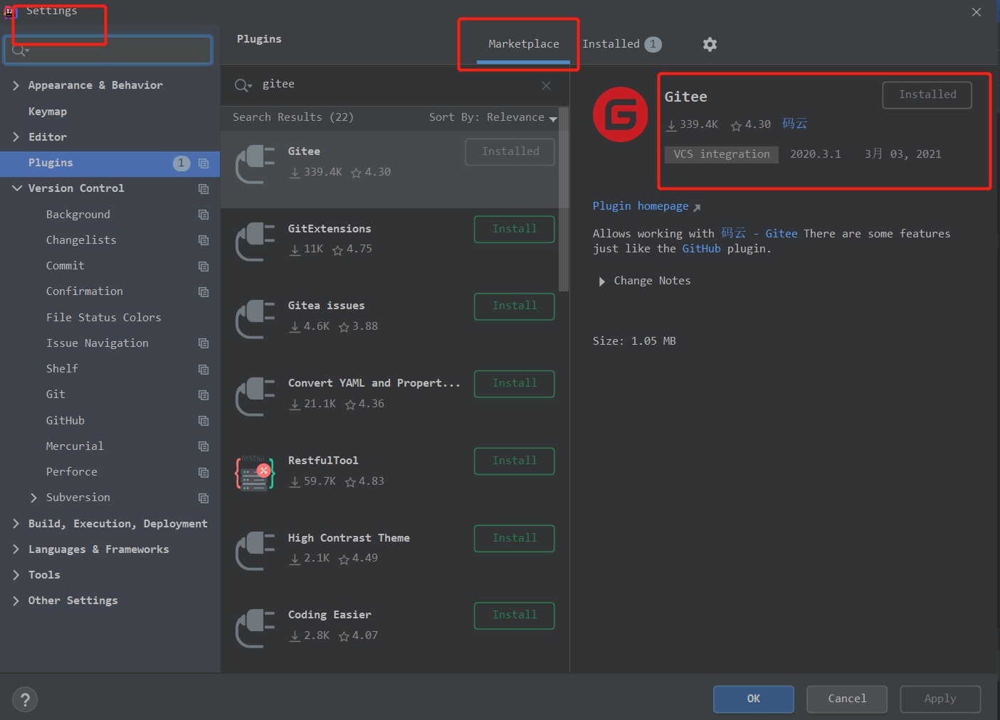 Settings
Plugins
Marketplace
Installed 1
gitee
Search Results (22)
Sort By: Relevance
Appearance & Behavior
Keymap
Editor
Plugins 1
Version Control
Background
Changelists
Commit
Confirmation
File Status Colors
Issue Navigation
Shelf
Git
GitHub
Mercurial
Perforce
Subversion
Build, Execution, Deployment
Languages & Frameworks
Tools
Other Settings
Gitee
Installed
339.4K 4.30
GitExtensions
Install
11K 4.75
Gitea issues
Install
4.6K 3.88
Convert YAML and Propert...
Install
21.1K 4.36
RESTful
RestfulTool
Install
59.7K 4.83
High Contrast Theme
Install
2.1K 4.49
Coding Easier
Install
2.8K 4.07
Gitee
Installed
339.4K 4.30 码云
VCS integration 2020.3.1 3月 03, 2021
Plugin homepage
Allows working with 码云 - Gitee There are some features
just like the GitHub plugin.
Change Notes
Size: 1.05 MB
?
OK
Cancel
Apply